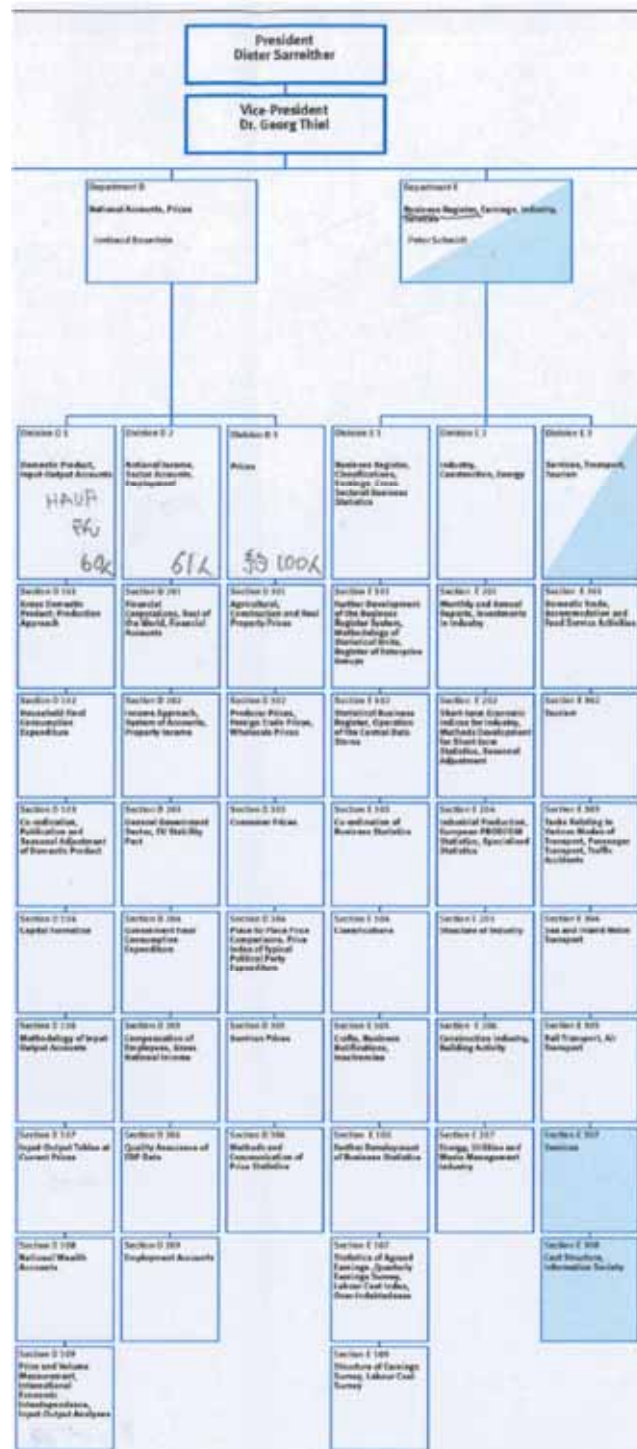 President
Dieter Sarreither
Vice-President
Dr. Georg Thiel
Department D
National Accounts, Prices
Irmtraud
Department E
Business Register, Earnings, Industry,
Services
Peter Schmidt
Division D 1
Domestic Product,
Input-Output Accounts
Division D 2
National Income,
Sector Accounts,
Employment
61
Division D 3
Prices
100
Division E 1
Business Register,
Classifications,
Earnings, Cross-
Sectoral Business
Statistics
Division E 2
Industry,
Construction, Energy
Division E 3
Services, Transport,
Tourism
Gross Domestic
Product: Production
Approach
Section D 201
Financial
Corporations, Rest of
the World, Financial
Accounts
Section D 301
Agricultural,
Construction and Real
Property Prices
Section E 101
Further Development
of the Business
Register System,
Methodology of
Statistical Units,
Register of Enterprise
Groups
Section E 201
Monthly and Annual
Reports, Investments
in Industry
Section E 301
Domestic Trade,
Accommodation and
Food Service Activities
Section D 102
Household Final
Consumption
Expenditure
Section D 202
Income Approach,
System of Accounts,
Property Income
Section D 302
Producer Prices,
Foreign Trade Prices,
Wholesale Prices
Section E 102
Statistical Business
Register, Operation
of the Central Data
Stores
Section E 202
Short-term Economic
Indices for Industry,
Methods Development
for Short-term
Statistics, Seasonal
Adjustment
Section E 302
Tourism
Section D 103
Co-ordination,
Publication and
Seasonal Adjustment
of Domestic Product
Section D 203
General Government
Sector, EU Stability
Pact
Section D 303
Consumer Prices
Section E 103
Co-ordination of
Business Statistics
Section E 204
Industrial Production,
European PRODCOM
Statistics, Specialised
Statistics
Section E 303
Tasks Relating to
Various Modes of
Transport, Passenger
Transport, Traffic
Accidents
Capital Formation
Section D 204
Government Final
Consumption
Expenditure
Section D 304
Place-to-Place Price
Comparisons, Price
Index of Typical
Political Party
Expenditure
Section E 104
Classifications
Structure of Industry
Section E 304
Sea and Inland Water
Transport
Methodology of Input-
Output Accounts
Section D 205
Compensation of
Employees, Gross
National Income
Section D 305
Services Prices
Section E 105
Crafts, Business
Notifications,
Insolvencies
Section E 206
Construction Industry,
Building Activity
Section E 305
Rail Transport, Air
Transport
Section D 107
Input-Output Tables at
Current Prices
Section D 206
Quality Assurance of
Data
Section D 306
Methods and
Communication of
Price Statistics
Further Development
of Business Statistics
Section E 207
Energy, Utilities and
Waste Management
Industry
Section E 307
Services
Section D 108
National Wealth
Accounts
Employment Accounts
Section E 107
Statistics of Agreed
Earnings, Quarterly
Earnings Survey,
Labour Cost Index,
Over-Indebtedness
Section E 308
Cost Structure,
Information Society
Section D 109
Price and Volume
Measurement,
International
Economic
Interdependence,
Input-Output Analyses
Structure of Earnings
Survey, Labour Cost
Survey